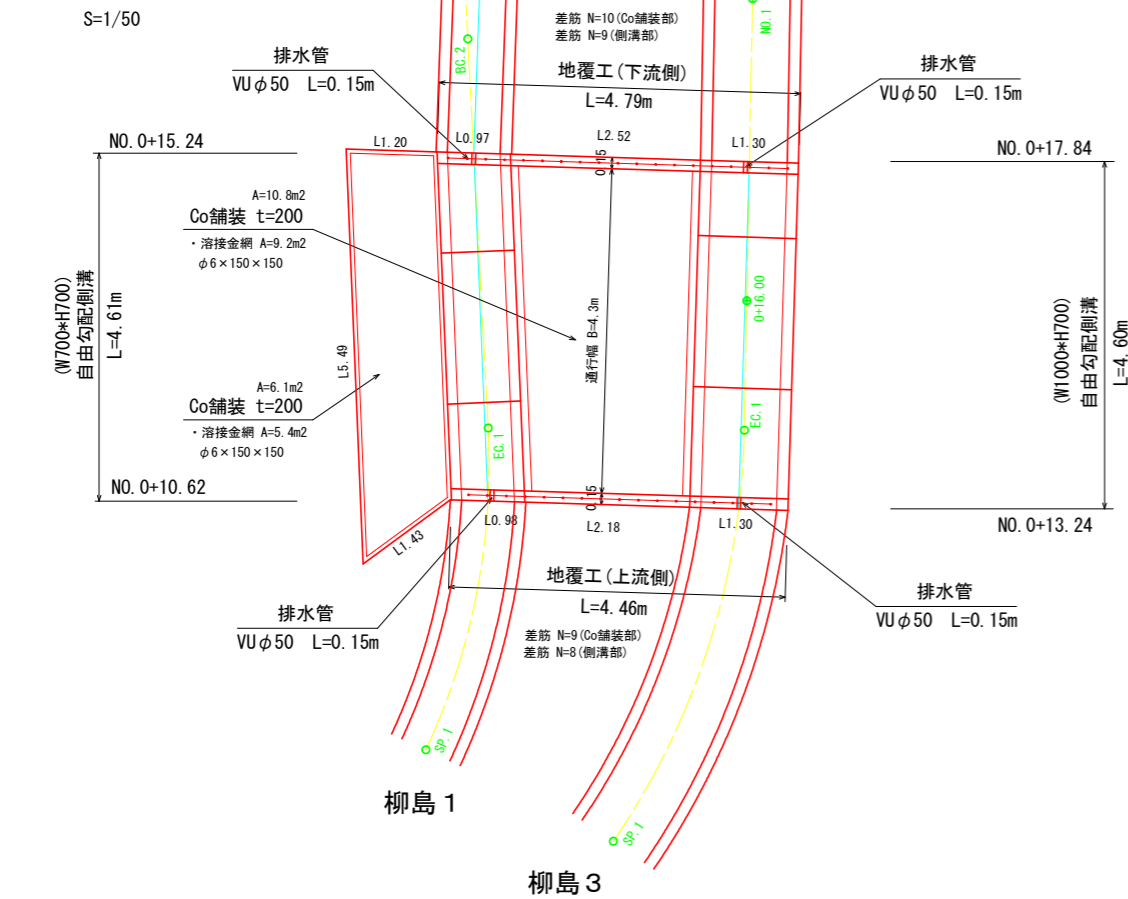 S=1/50
差筋 N=10(Co舗装部)
差筋 N=9(側溝部)
NO.1
BC.2
排水管
VUφ50 L=0.15m
地覆工(下流側)
L=4.79m
排水管
VUφ50 L=0.15m
NO.0+15.24
L1.20
L0.97
L2.52
L1.30
NO.0+17.84
0.15
A=10.8m2
Co舗装 t=200
・溶接金網 A=9.2m2
φ6×150×150
(W700*H700)
自由勾配側溝
L=4.61m
L5.49
通行幅 B=4.3m
0+16.00
(W1000*H700)
自由勾配側溝
L=4.60m
A=6.1m2
Co舗装 t=200
・溶接金網 A=5.4m2
φ6×150×150
EC.1
EC.1
NO.0+10.62
0.15
L0.98
L2.18
L1.30
NO.0+13.24
L1.43
地覆工(上流側)
L=4.46m
排水管
VUφ50 L=0.15m
排水管
VUφ50 L=0.15m
差筋 N=9(Co舗装部)
差筋 N=8(側溝部)
SP.1
柳島1
SP.1
柳島3